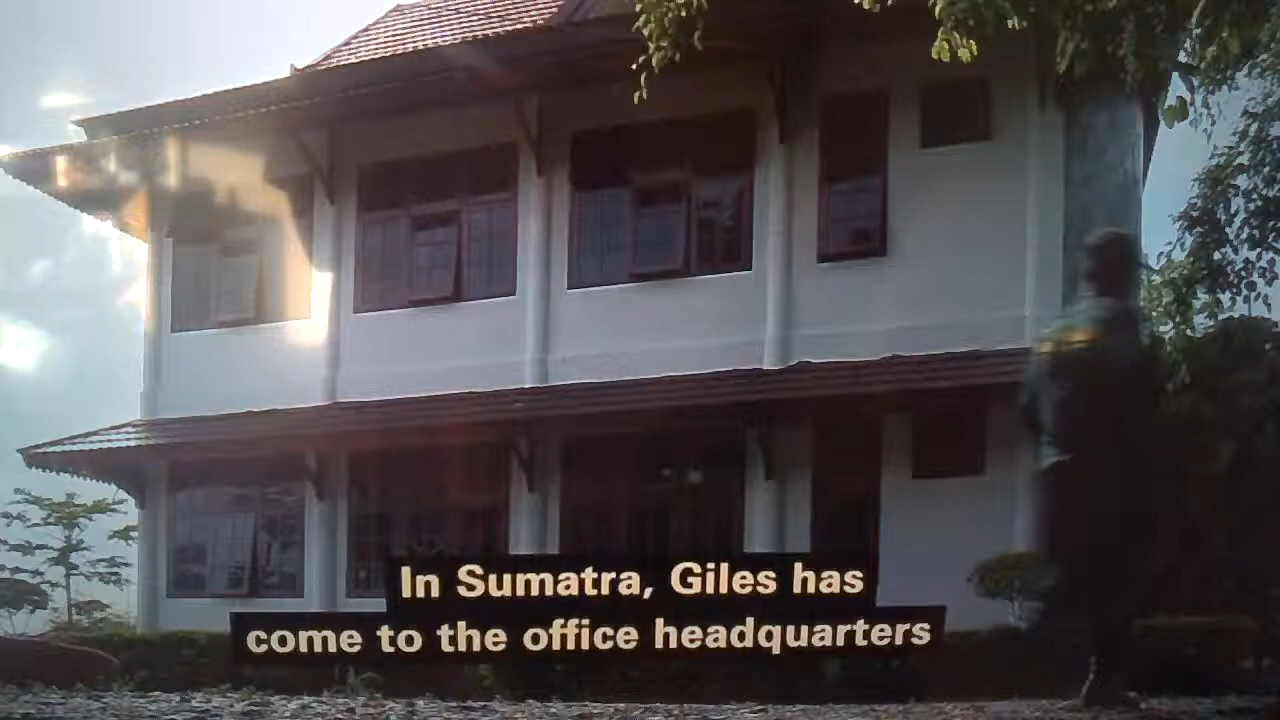 In Sumatra, Giles has
come to the office headquarters